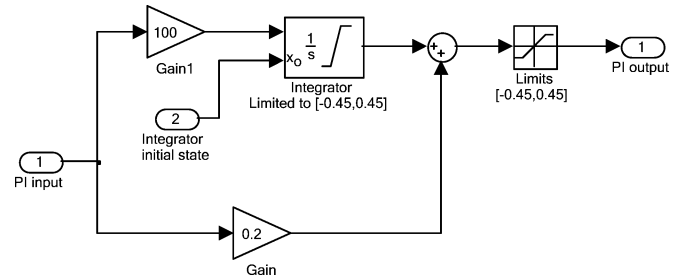 100
Gain1
1
s
xo
Integrator
Limited to [-0.45,0.45]
+
+
Limits
[-0.45,0.45]
1
PI output
2
Integrator
initial state
1
PI input
0.2
Gain